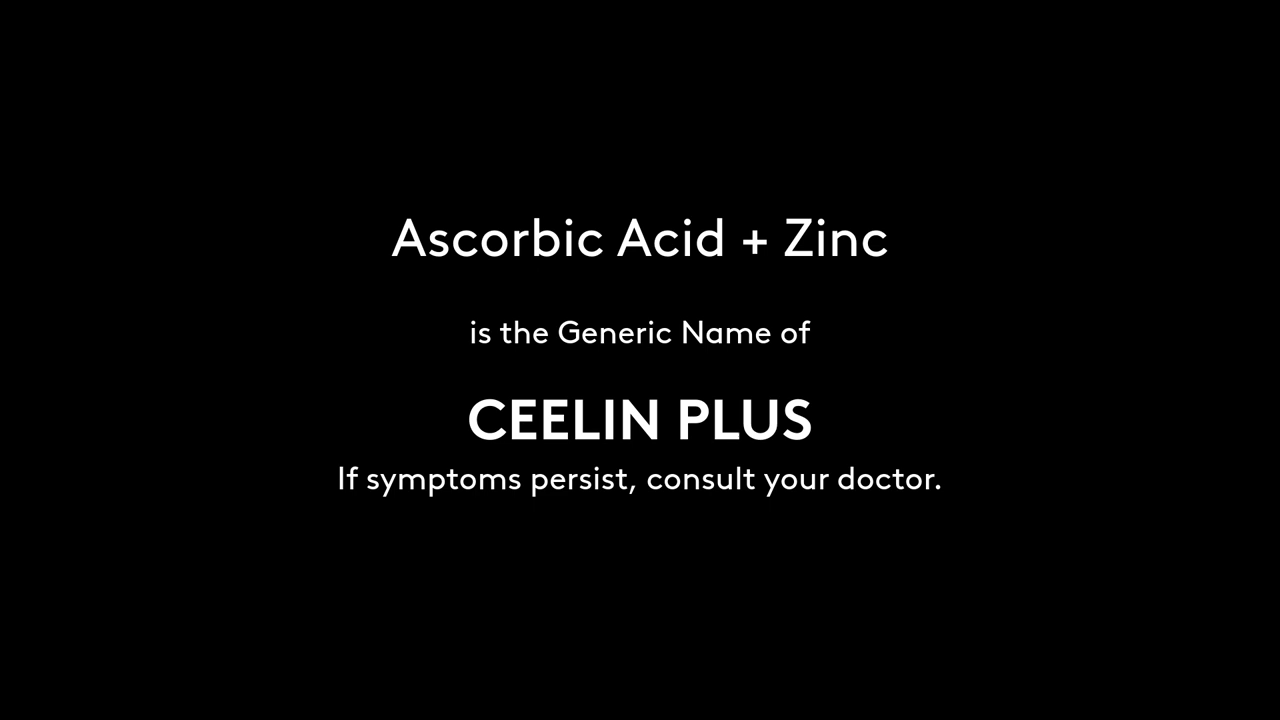 Ascorbic Acid + Zinc
is the Generic Name of
CEELIN PLUS
If symptoms persist, consult your doctor.